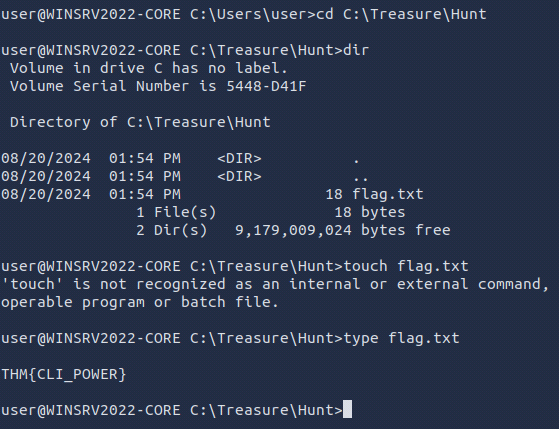 user@WINSRV2022-CORE C:\Users\user>cd C:\Treasure\Hunt
user@WINSRV2022-CORE C:\Treasure\Hunt>dir
 Volume in drive C has no label.
 Volume Serial Number is 5448-D41F
 Directory of C:\Treasure\Hunt
08/20/2024  01:54 PM    <DIR>          .
08/20/2024  01:54 PM    <DIR>          ..
08/20/2024  01:54 PM                18 flag.txt
               1 File(s)             18 bytes
               2 Dir(s)   9,179,009,024 bytes free
user@WINSRV2022-CORE C:\Treasure\Hunt>touch flag.txt
'touch' is not recognized as an internal or external command,
operable program or batch file.
user@WINSRV2022-CORE C:\Treasure\Hunt>type flag.txt
THM{CLI_POWER}
user@WINSRV2022-CORE C:\Treasure\Hunt>